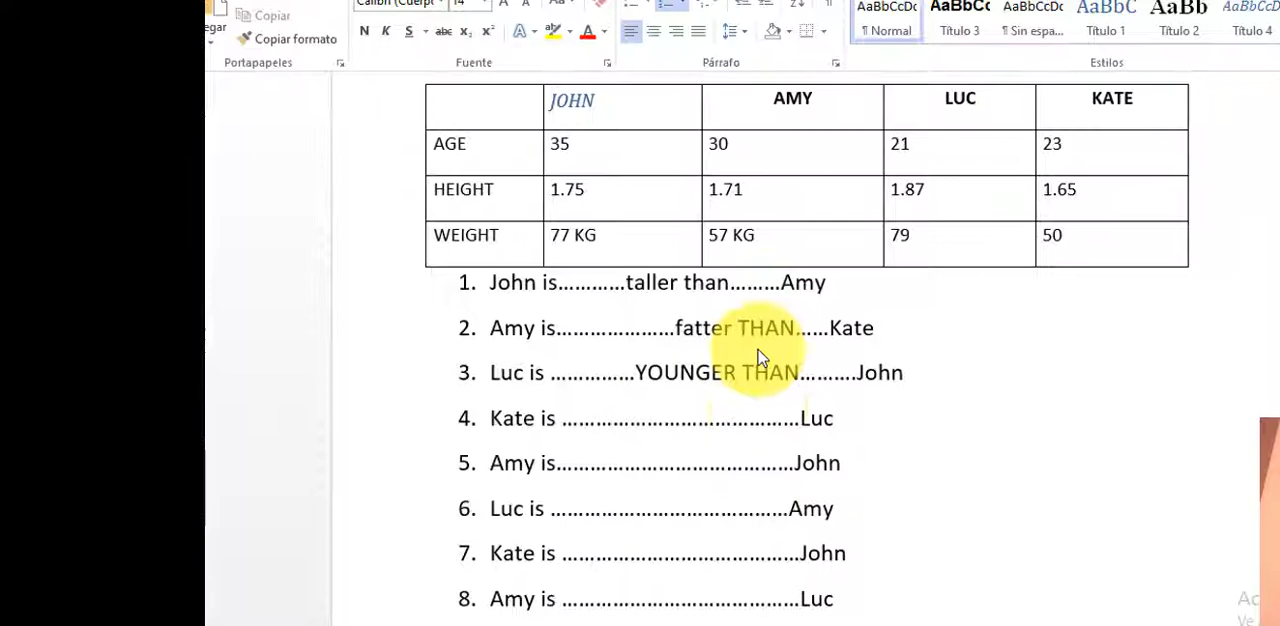 Copiar
Copiar formato
Portapapeles
N K S abc x₂ x² A ab A
Fuente
Párrafo
AaBbCcDc AaBbCc AaBbCcDc AaBbC AaBb AaBbCcD
¶ Normal Título 3 ¶ Sin espa... Título 1 Título 2 Título 4
Estilos
JOHN AMY LUC KATE
AGE 35 30 21 23
HEIGHT 1.75 1.71 1.87 1.65
WEIGHT 77 KG 57 KG 79 50
1. John is…………taller than………Amy
2. Amy is…………………fatter THAN……Kate
3. Luc is ……………YOUNGER THAN……….John
4. Kate is ……………………………………Luc
5. Amy is……………………………………John
6. Luc is ……………………………………Amy
7. Kate is ……………………………………John
8. Amy is ……………………………………Luc